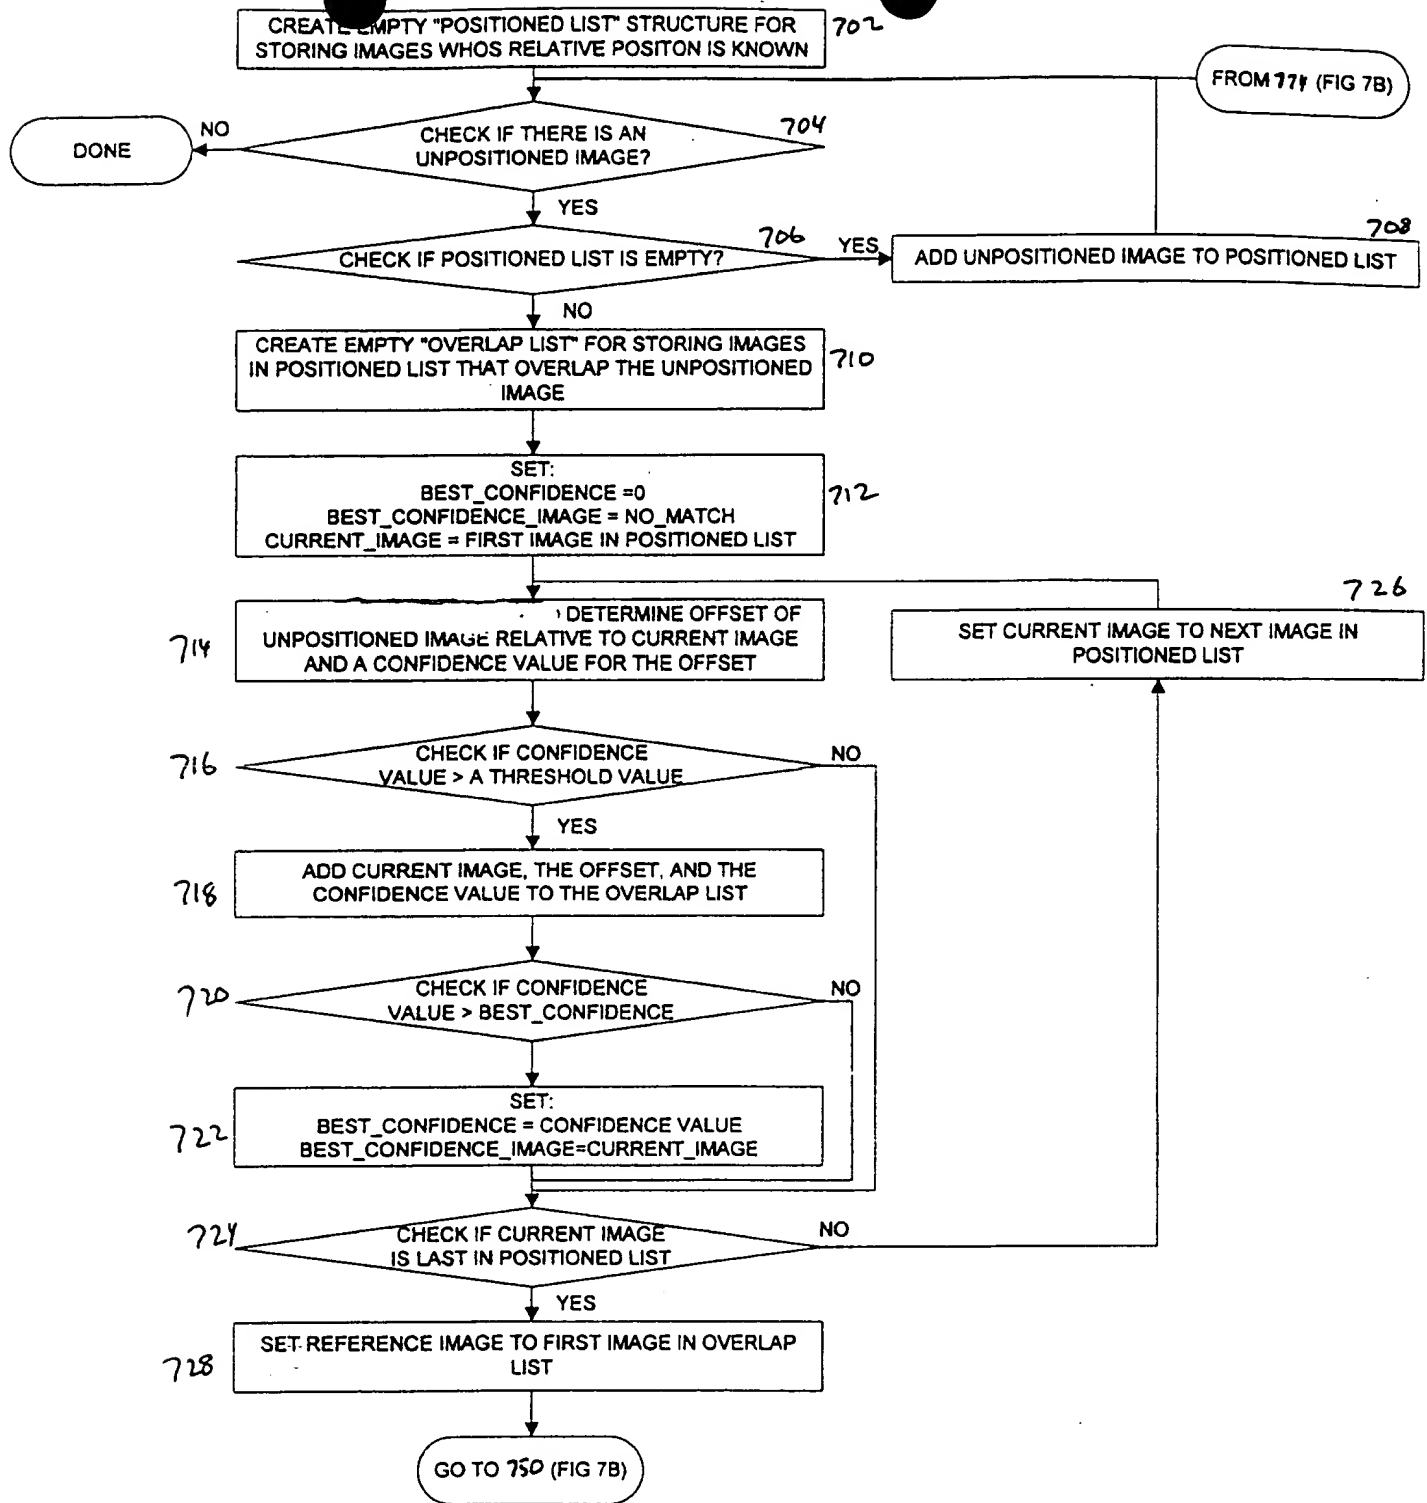 CREATE EMPTY "POSITIONED LIST" STRUCTURE FOR
STORING IMAGES WHOS RELATIVE POSITON IS KNOWN
702
FROM 774 (FIG 7B)
DONE
NO
CHECK IF THERE IS AN
UNPOSITIONED IMAGE?
704
YES
CHECK IF POSITIONED LIST IS EMPTY?
706
YES
708
ADD UNPOSITIONED IMAGE TO POSITIONED LIST
NO
CREATE EMPTY "OVERLAP LIST" FOR STORING IMAGES
IN POSITIONED LIST THAT OVERLAP THE UNPOSITIONED
IMAGE
710
SET:
BEST_CONFIDENCE =0
BEST_CONFIDENCE_IMAGE = NO_MATCH
CURRENT_IMAGE = FIRST IMAGE IN POSITIONED LIST
712
714
DETERMINE OFFSET OF
UNPOSITIONED IMAGE RELATIVE TO CURRENT IMAGE
AND A CONFIDENCE VALUE FOR THE OFFSET
726
SET CURRENT IMAGE TO NEXT IMAGE IN
POSITIONED LIST
716
CHECK IF CONFIDENCE
VALUE > A THRESHOLD VALUE
NO
YES
718
ADD CURRENT IMAGE, THE OFFSET, AND THE
CONFIDENCE VALUE TO THE OVERLAP LIST
720
CHECK IF CONFIDENCE
VALUE > BEST_CONFIDENCE
NO
722
SET:
BEST_CONFIDENCE = CONFIDENCE VALUE
BEST_CONFIDENCE_IMAGE=CURRENT_IMAGE
724
CHECK IF CURRENT IMAGE
IS LAST IN POSITIONED LIST
NO
YES
728
SET REFERENCE IMAGE TO FIRST IMAGE IN OVERLAP
LIST
GO TO 750 (FIG 7B)